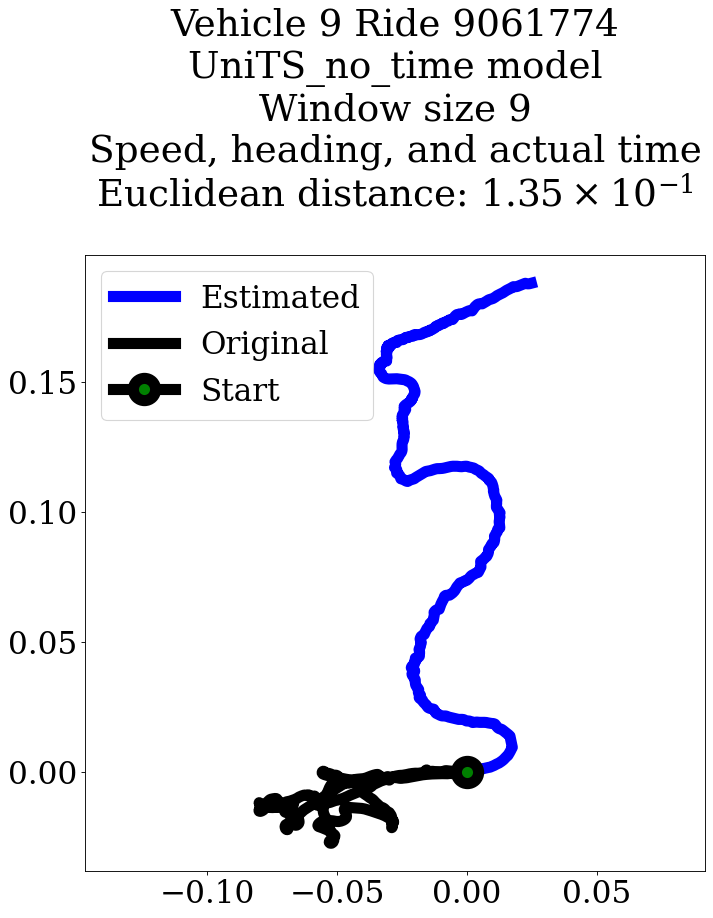 Vehicle 9 Ride 9061774
UniTS_no_time model
Window size 9
Speed, heading, and actual time
Euclidean distance: 1.35 × 10⁻¹
Estimated
Original
Start
0.15
0.10
0.05
0.00
−0.10 −0.05 0.00 0.05